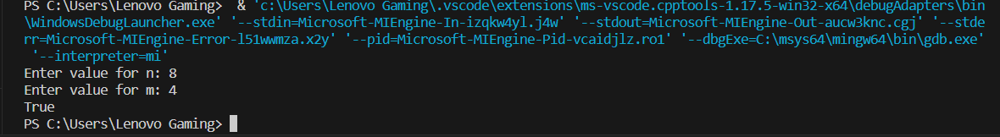 PS C:\Users\Lenovo Gaming>  & 'c:\Users\Lenovo Gaming\.vscode\extensions\ms-vscode.cpptools-1.17.5-win32-x64\debugAdapters\bin
\WindowsDebugLauncher.exe' '--stdin=Microsoft-MIEngine-In-izqkw4yl.j4w' '--stdout=Microsoft-MIEngine-Out-aucw3knc.cgj' '--stde
rr=Microsoft-MIEngine-Error-l51wwmza.x2y' '--pid=Microsoft-MIEngine-Pid-vcaidjlz.ro1' '--dbgExe=C:\msys64\mingw64\bin\gdb.exe'
 '--interpreter=mi'
Enter value for n: 8
Enter value for m: 4
True
PS C:\Users\Lenovo Gaming>